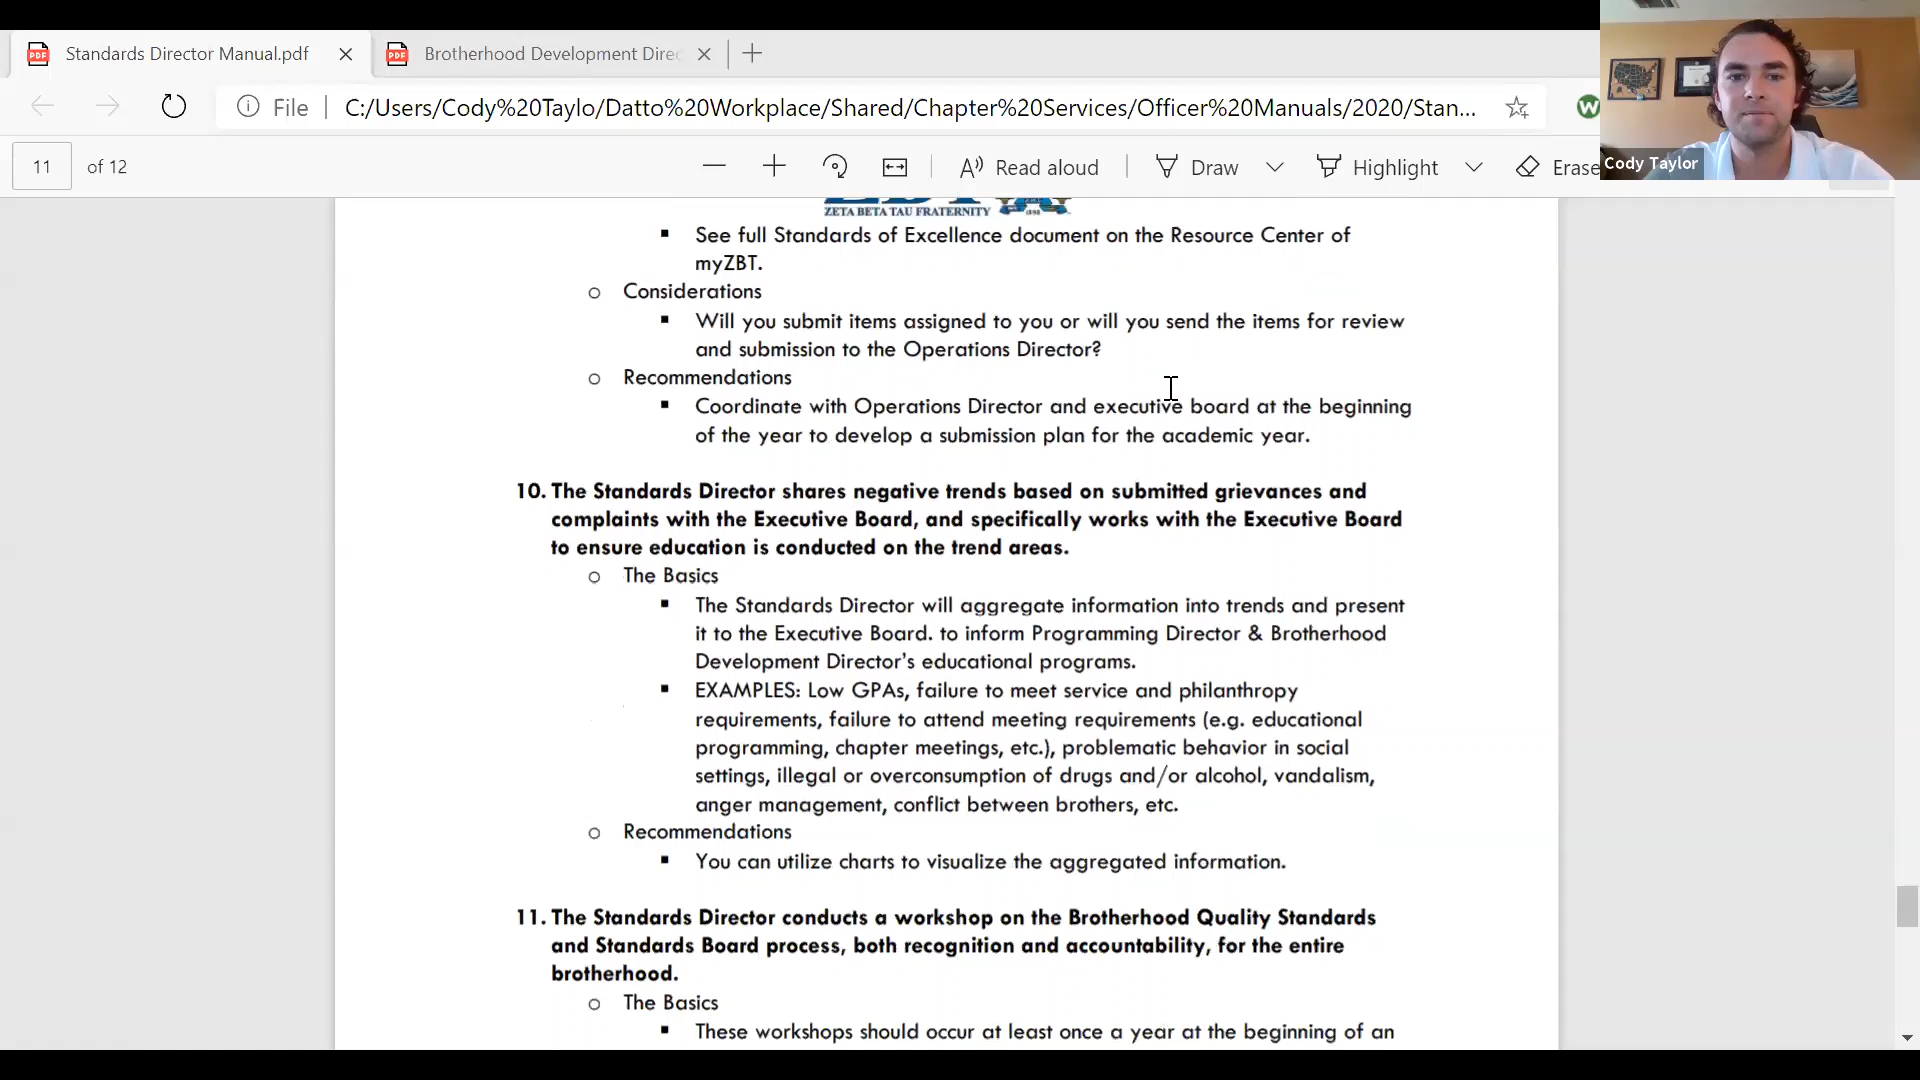 Standards Director Manual.pdf
Brotherhood Development Direc
File
C:/Users/Cody%20Taylo/Datto%20Workplace/Shared/Chapter%20Services/Officer%20Manuals/2020/Stan...
11 of 12
Read aloud
Draw
Highlight
Erase
Cody Taylor
ZETA BETA TAU FRATERNITY
▪ See full Standards of Excellence document on the Resource Center of
myZBT.
o Considerations
▪ Will you submit items assigned to you or will you send the items for review
and submission to the Operations Director?
o Recommendations
▪ Coordinate with Operations Director and executive board at the beginning
of the year to develop a submission plan for the academic year.
10. The Standards Director shares negative trends based on submitted grievances and
complaints with the Executive Board, and specifically works with the Executive Board
to ensure education is conducted on the trend areas.
o The Basics
▪ The Standards Director will aggregate information into trends and present
it to the Executive Board. to inform Programming Director & Brotherhood
Development Director's educational programs.
▪ EXAMPLES: Low GPAs, failure to meet service and philanthropy
requirements, failure to attend meeting requirements (e.g. educational
programming, chapter meetings, etc.), problematic behavior in social
settings, illegal or overconsumption of drugs and/or alcohol, vandalism,
anger management, conflict between brothers, etc.
o Recommendations
▪ You can utilize charts to visualize the aggregated information.
11. The Standards Director conducts a workshop on the Brotherhood Quality Standards
and Standards Board process, both recognition and accountability, for the entire
brotherhood.
o The Basics
▪ These workshops should occur at least once a year at the beginning of an